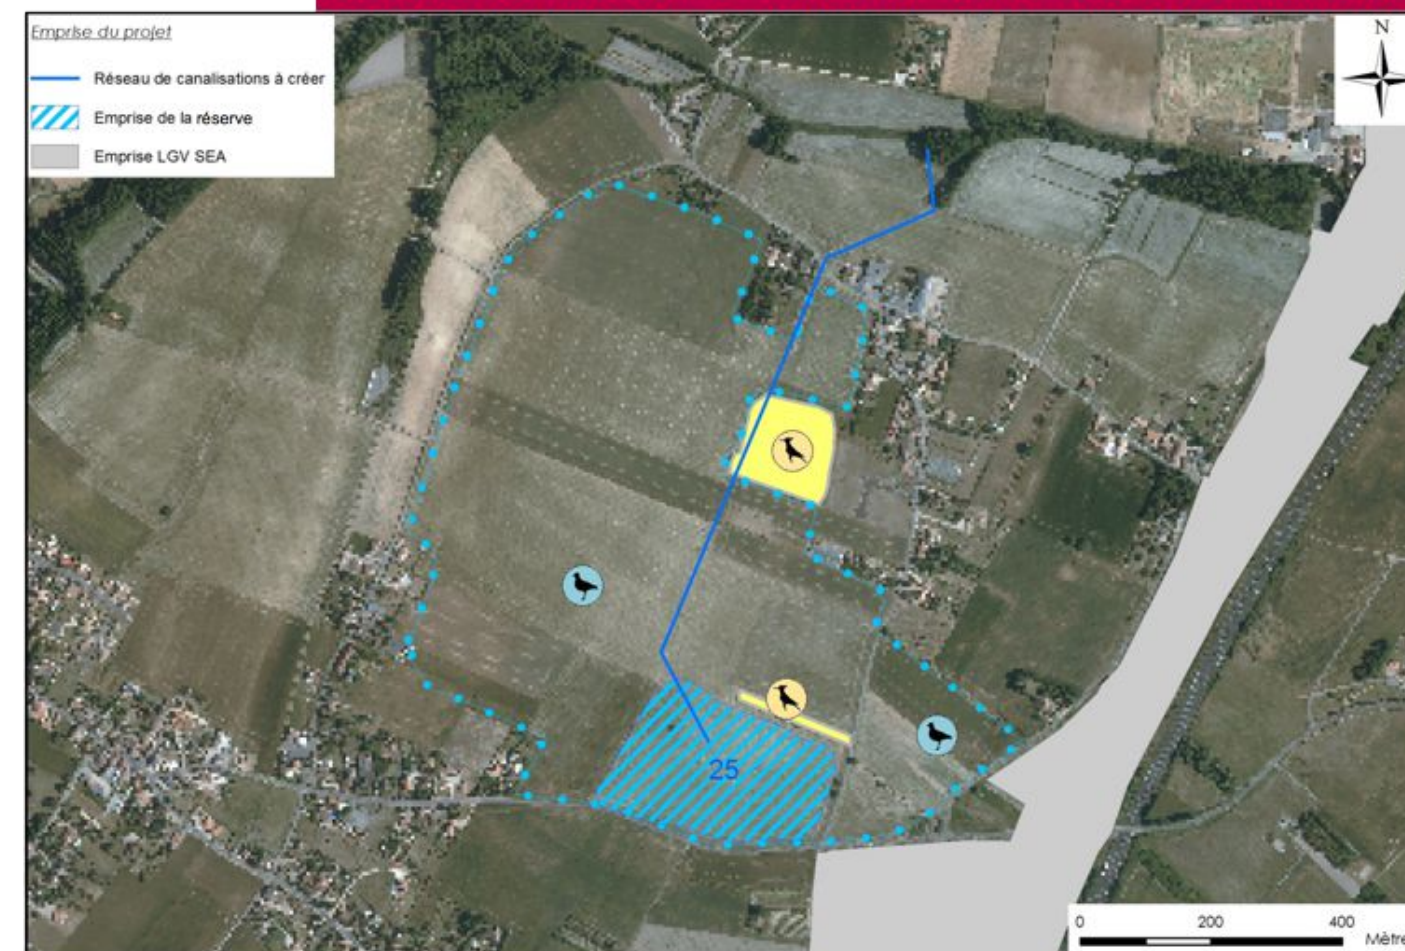 Emprise du projet
N
Réseau de canalisations à créer
Emprise de la réserve
Emprise LGV SEA
25
0 200 400
Mètre